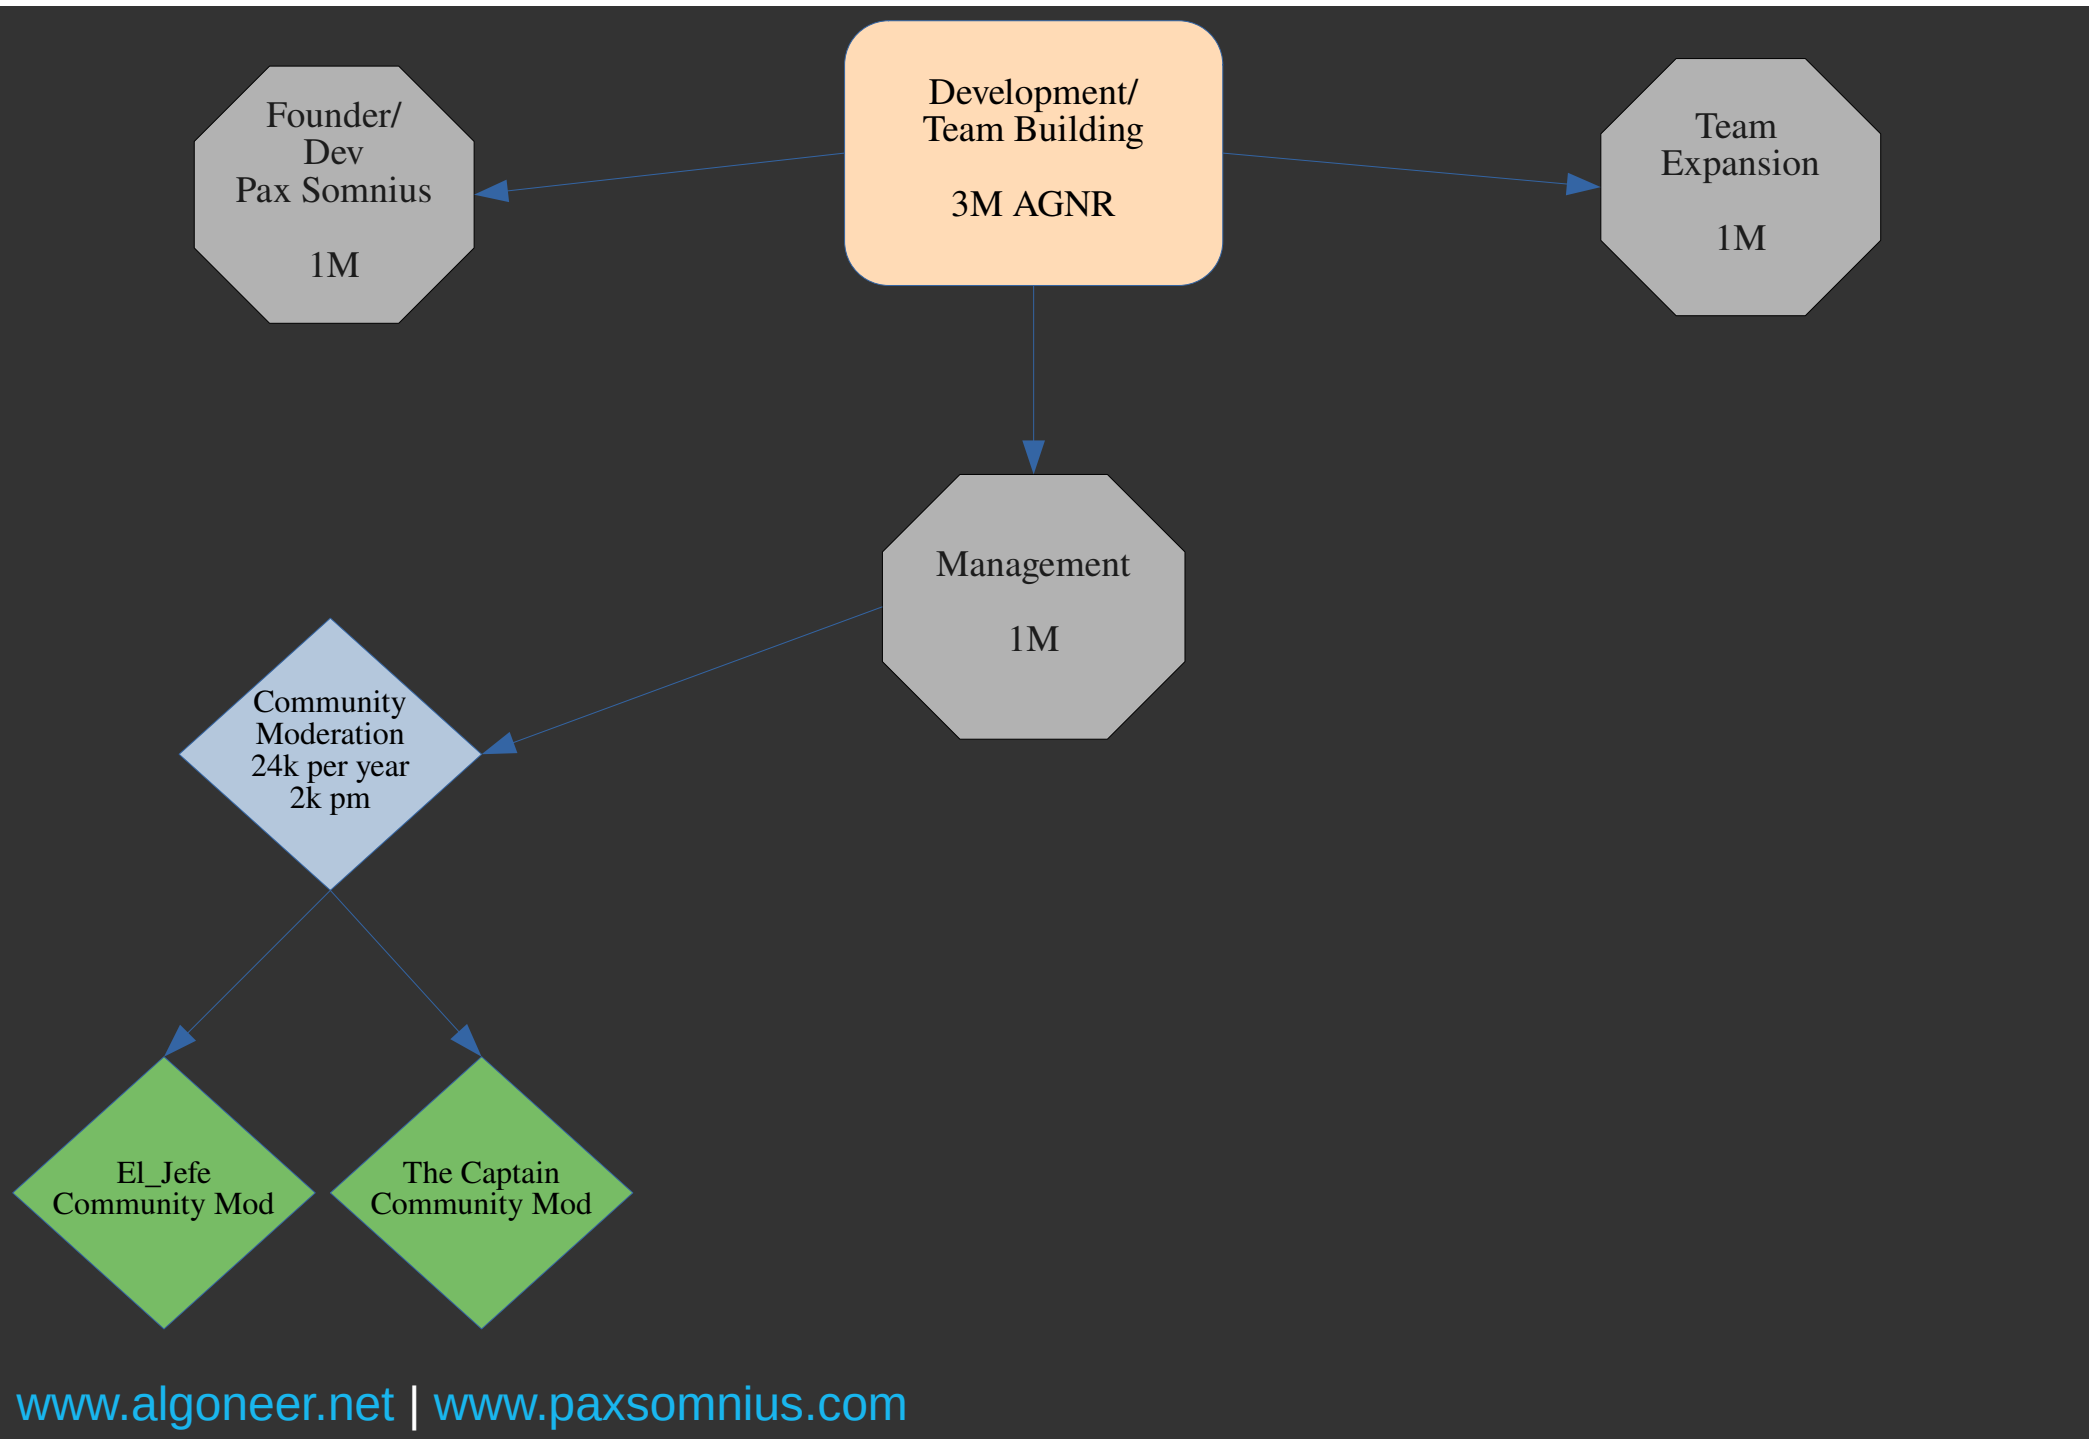 Founder/
Dev
Pax Somnius
1M
Development/
Team Building
3M AGNR
Team
Expansion
1M
Management
1M
Community
Moderation
24k per year
2k pm
El_Jefe
Community Mod
The Captain
Community Mod
www.algoneer.net | www.paxsomnius.com